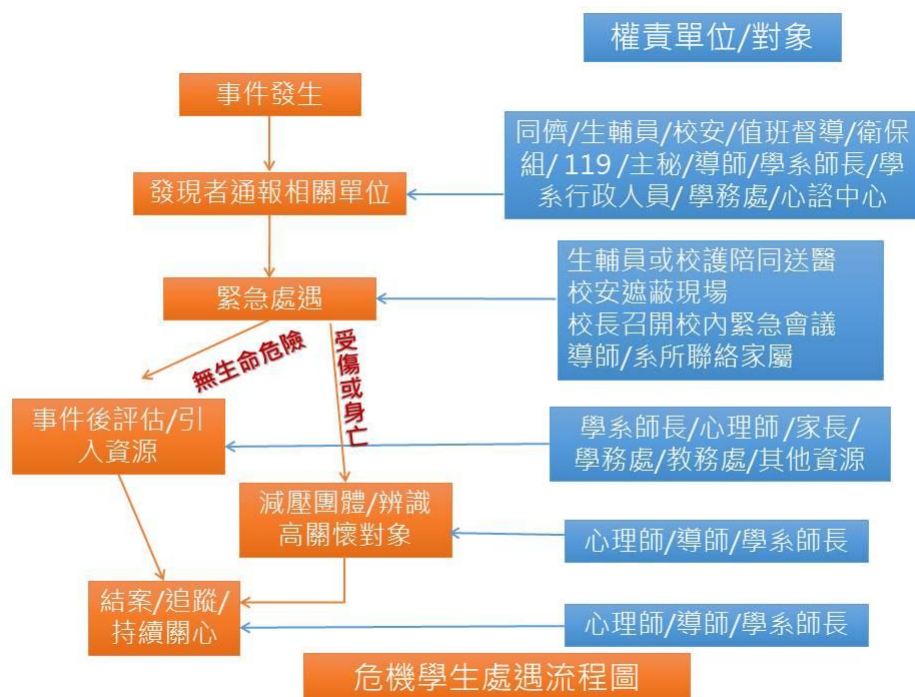 權責單位/對象
事件發生
同儕/生輔員/校安/值班督導/衛保
組/ 119 /主秘/導師/學系師長/學
系行政人員/ 學務處/心諮中心
發現者通報相關單位
生輔員或校護陪同送醫
校安遮蔽現場
校長召開校內緊急會議
導師/系所聯絡家屬
緊急處遇
無生命危險
受傷或身亡
事件後評估/引
入資源
學系師長/心理師/家長/
學務處/教務處/其他資源
減壓團體/辨識
高關懷對象
心理師/導師/學系師長
結案/追蹤/
持續關心
心理師/導師/學系師長
危機學生處遇流程圖